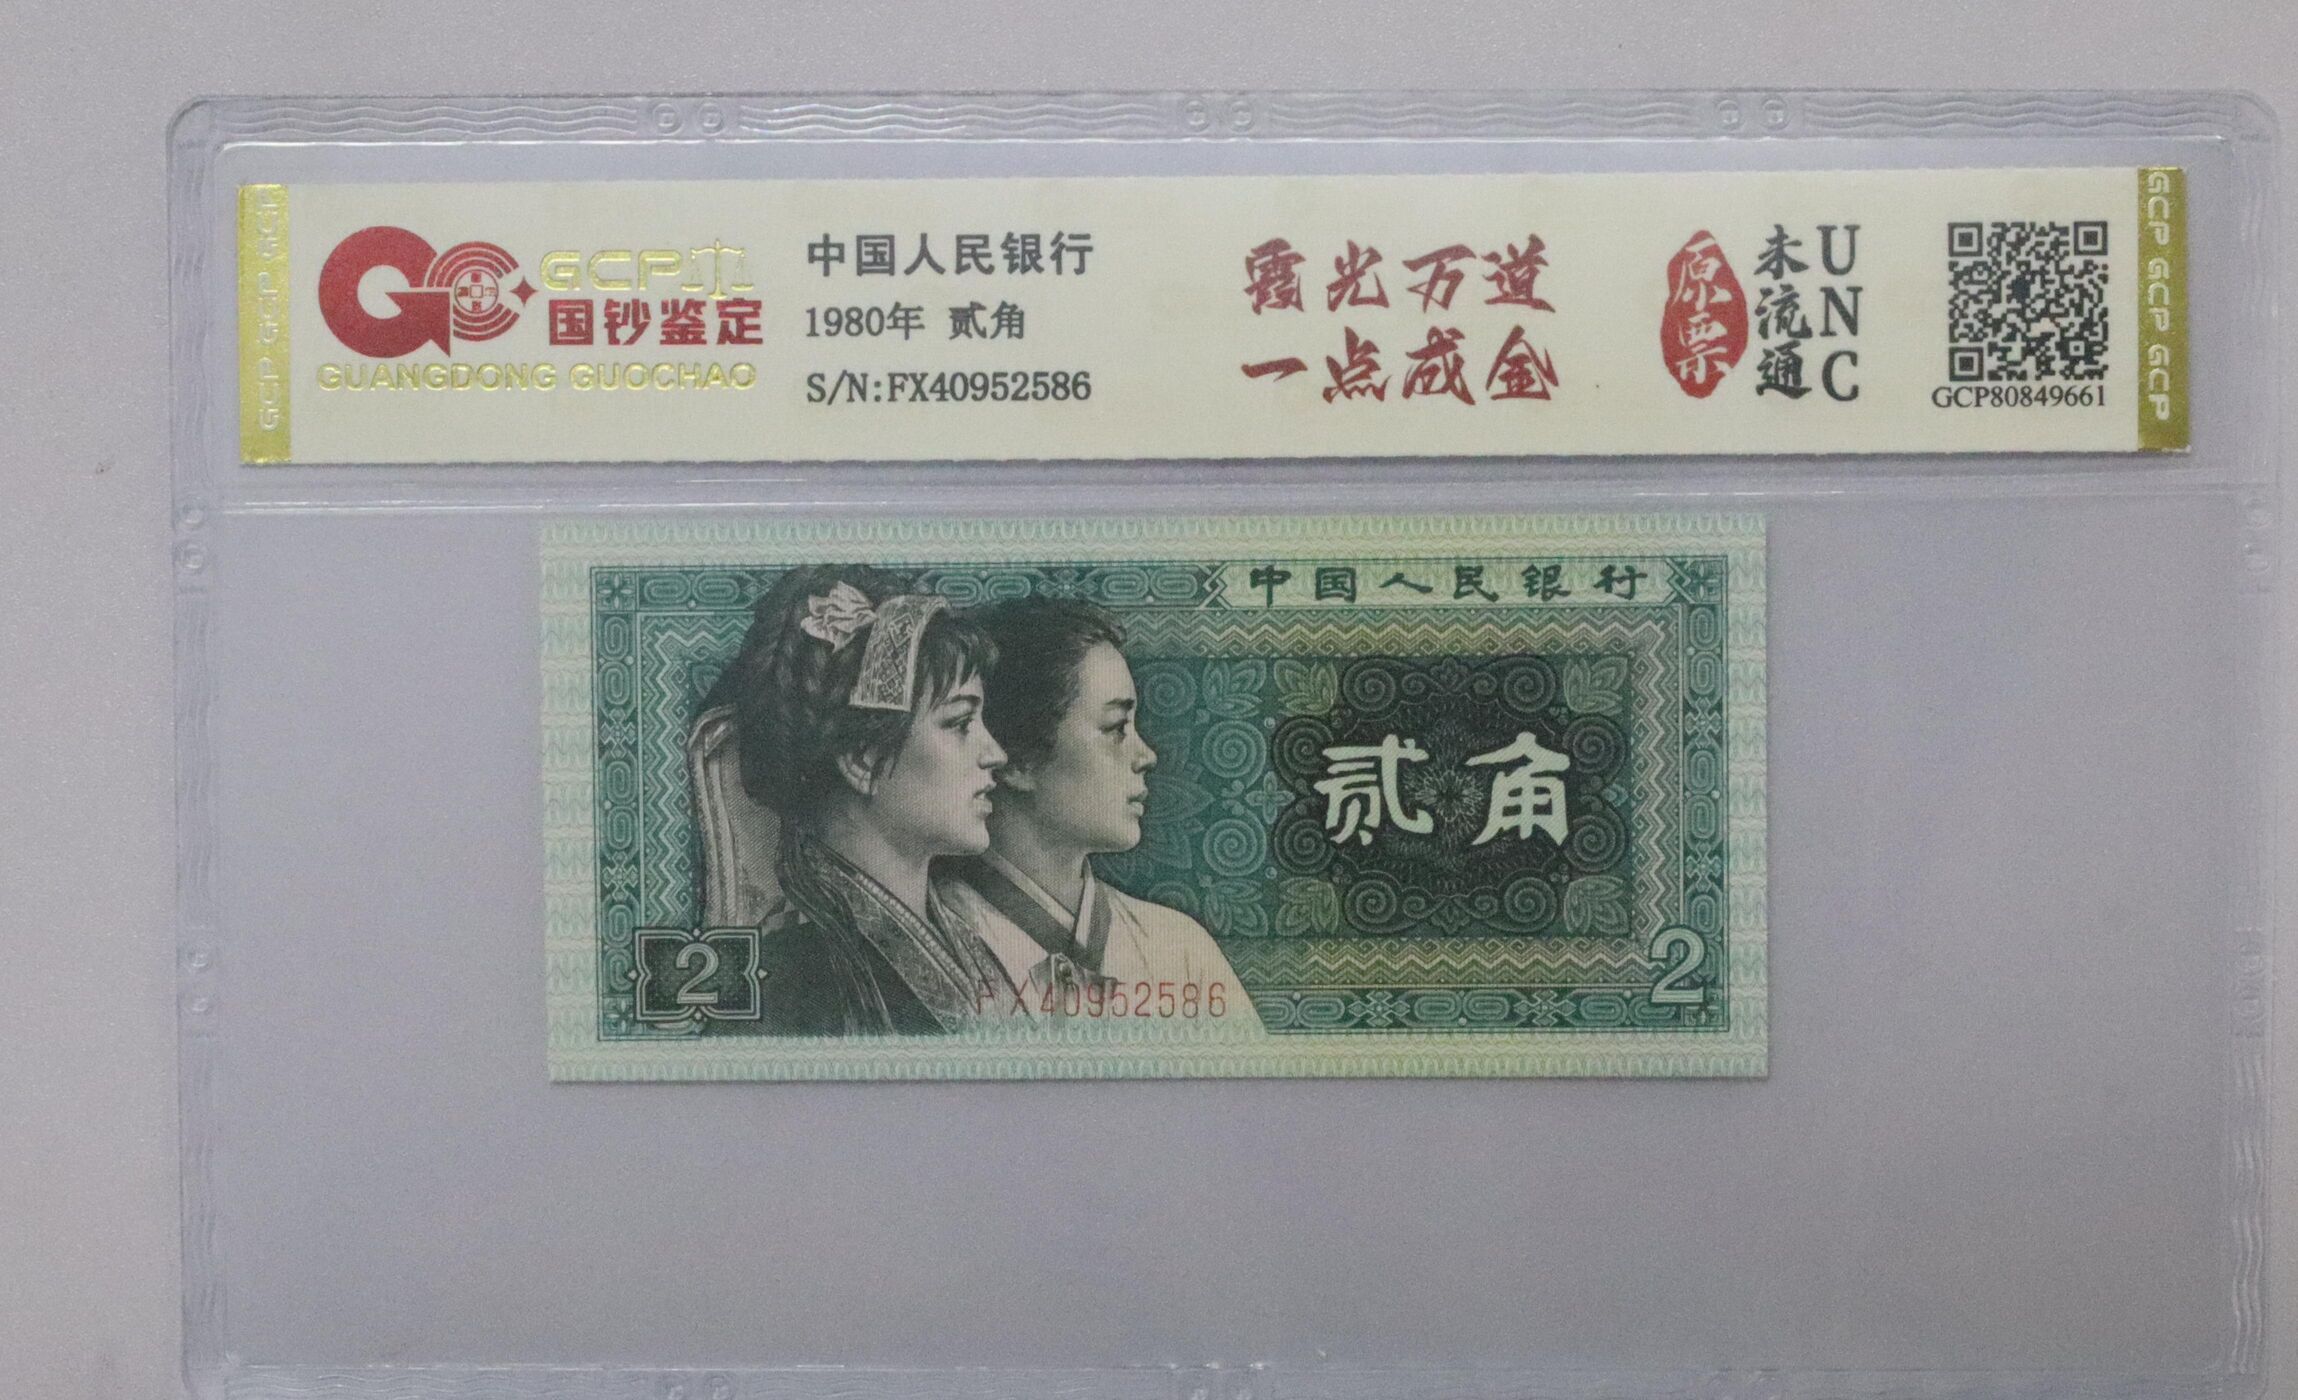 GCP
国钞鉴定
GUANGDONG GUOCHAO
中国人民银行
1980年 贰角
S/N:FX40952586
霞光万道
一点成金
原票
未流通
UNC
GCP80849661
GCP GCP GCP
GCP GCP GCP
中国人民银行
贰角
2
2
FX40952586